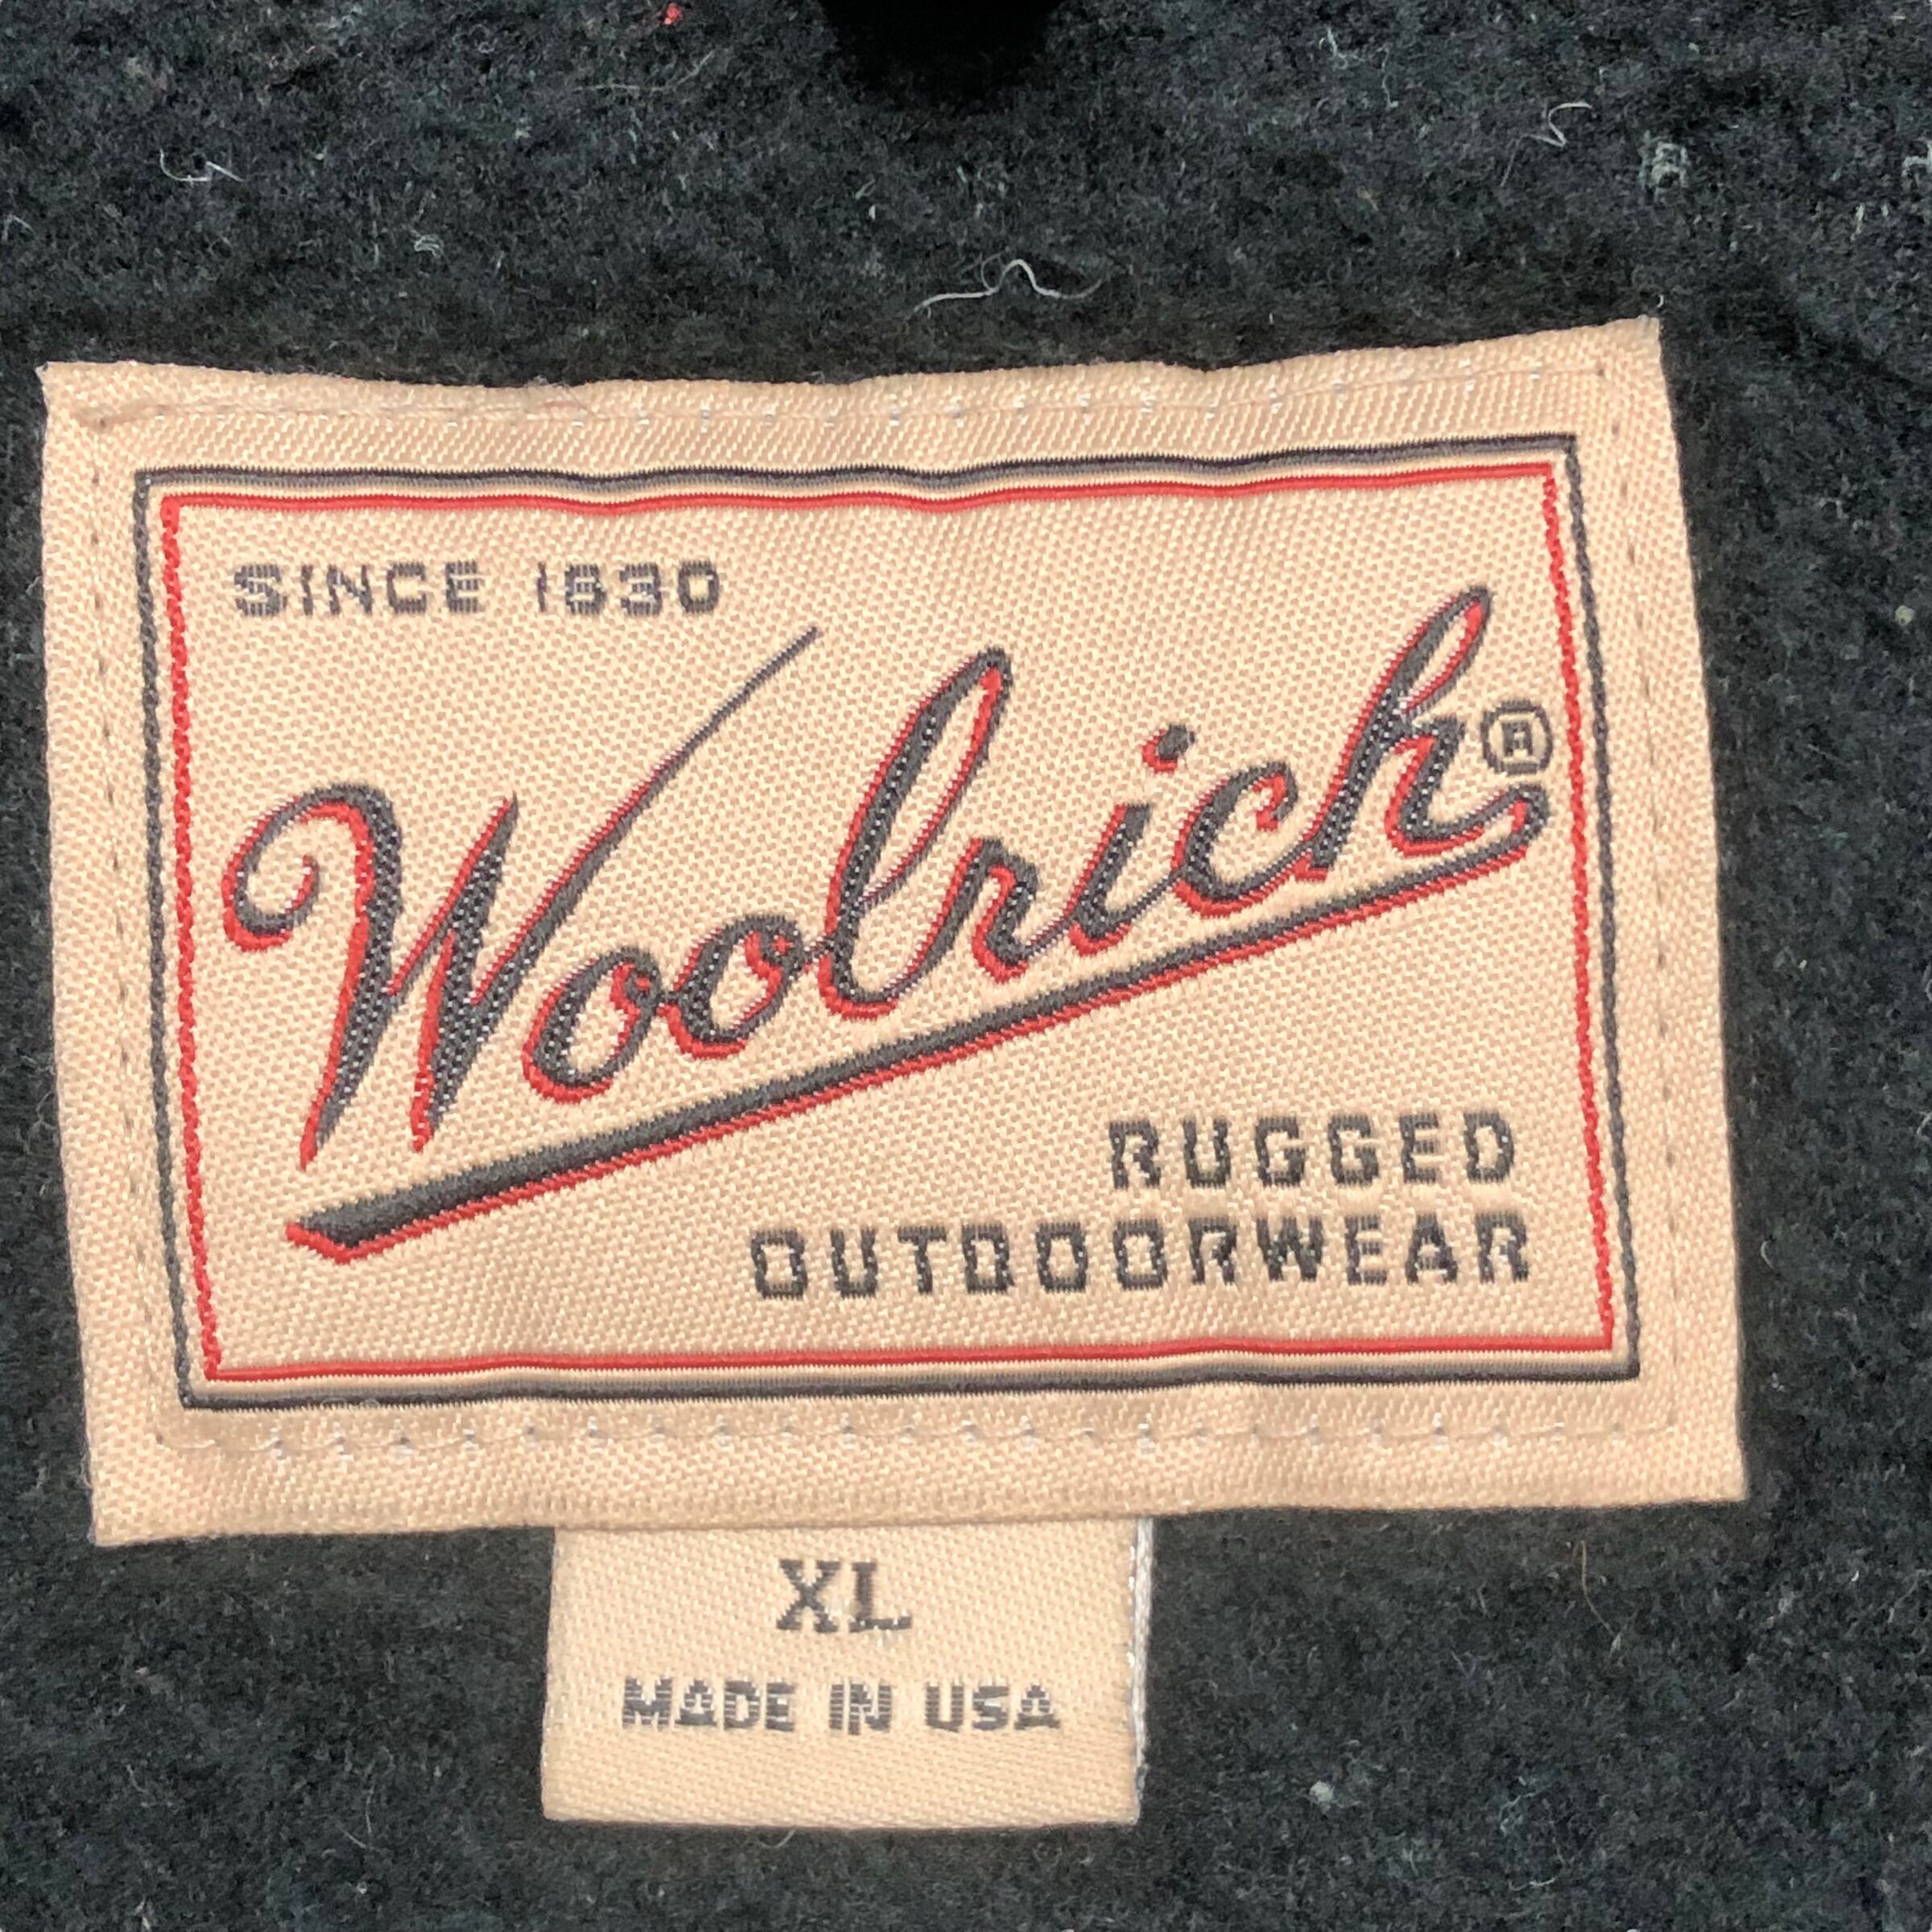 SINCE 1830
Woolrich®
RUGGED
OUTDOORWEAR
XL
MADE IN USA